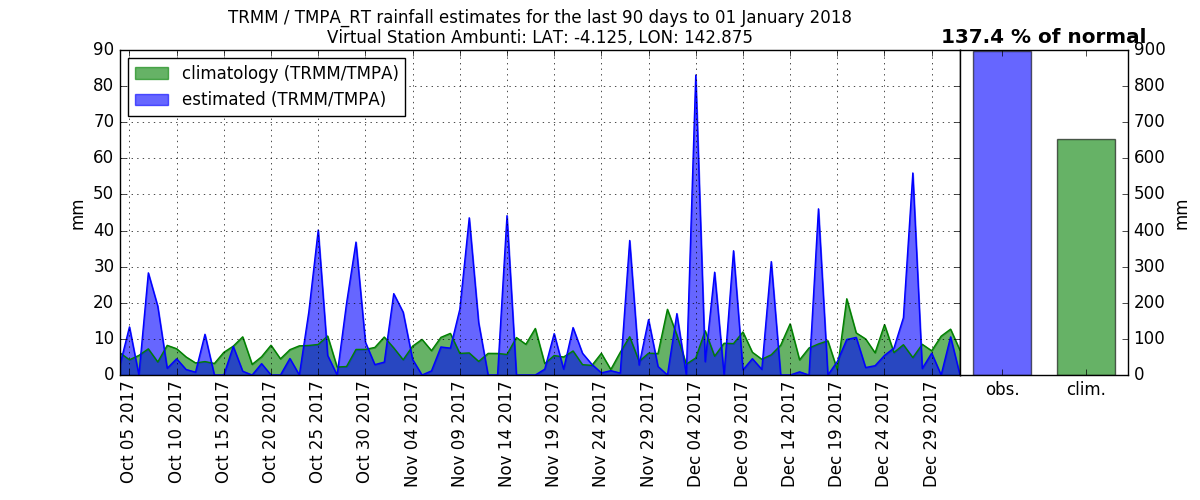 TRMM / TMPA_RT rainfall estimates for the last 90 days to 01 January 2018
Virtual Station Ambunti: LAT: -4.125, LON: 142.875
137.4 % of normal
climatology (TRMM/TMPA)
estimated (TRMM/TMPA)
mm
90
80
70
60
50
40
30
20
10
0
Oct 05 2017
Oct 10 2017
Oct 15 2017
Oct 20 2017
Oct 25 2017
Oct 30 2017
Nov 04 2017
Nov 09 2017
Nov 14 2017
Nov 19 2017
Nov 24 2017
Nov 29 2017
Dec 04 2017
Dec 09 2017
Dec 14 2017
Dec 19 2017
Dec 24 2017
Dec 29 2017
obs.
clim.
900
800
700
600
500
400
300
200
100
0
mm